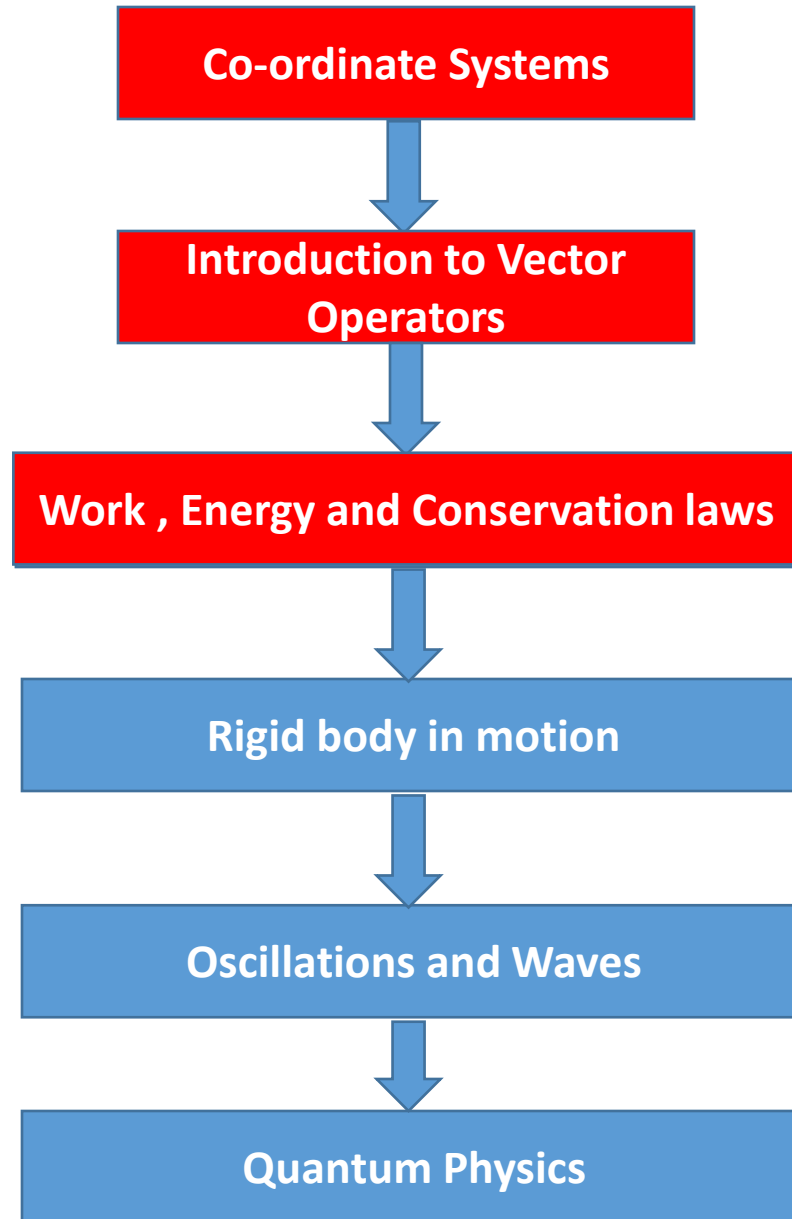 Co-ordinate Systems
Introduction to Vector
Operators
Work , Energy and Conservation laws
Rigid body in motion
Oscillations and Waves
Quantum Physics